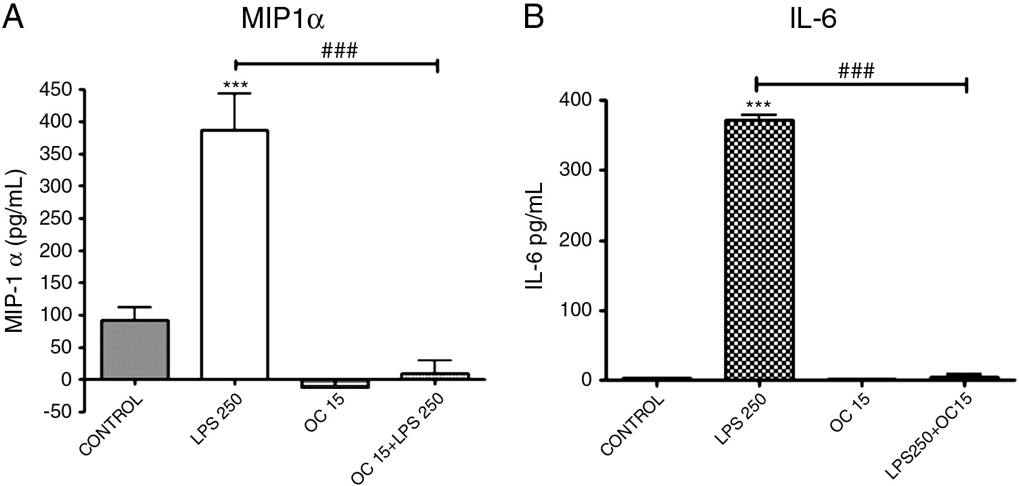 A
MIP1α
###
***
MIP-1 α (pg/mL)
450
400
350
300
250
200
150
100
50
0
-50
CONTROL
LPS 250
OC 15
OC 15+LPS 250
B
IL-6
###
***
IL-6 pg/mL
400
300
200
100
0
CONTROL
LPS 250
OC 15
LPS250+OC15